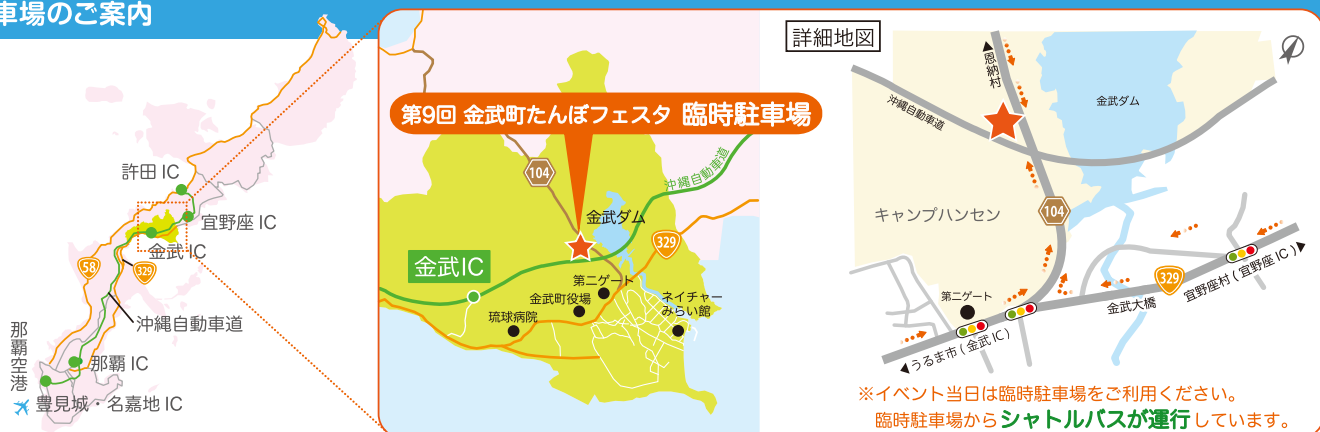 車場のご案内
許田 IC
宜野座 IC
金武 IC
58
329
沖縄自動車道
那覇空港
那覇 IC
豊見城・名嘉地 IC
第9回 金武町たんぼフェスタ 臨時駐車場
104
沖縄自動車道
金武ダム
329
金武IC
第二ゲート
金武町役場
琉球病院
ネイチャー
みらい館
詳細地図
恩納村
沖縄自動車道
金武ダム
キャンプハンセン
104
329
宜野座村 ( 宜野座 IC )
金武大橋
第二ゲート
うるま市 ( 金武 IC)
※イベント当日は臨時駐車場をご利用ください。
臨時駐車場からシャトルバスが運行しています。